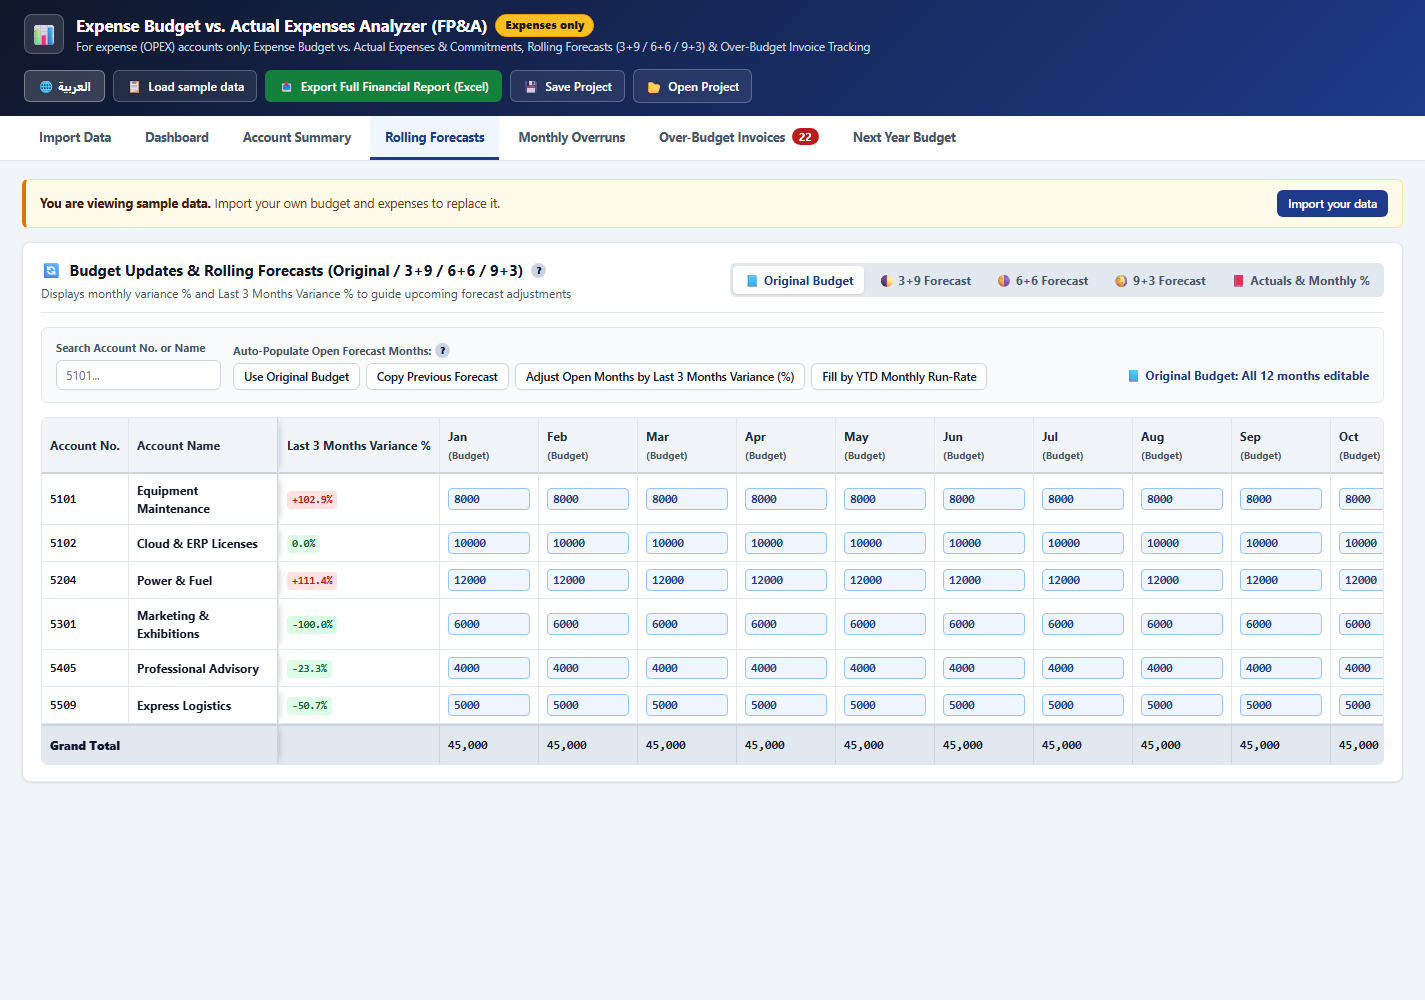 Expense Budget vs. Actual Expenses Analyzer (FP&A) Expenses only
For expense (OPEX) accounts only: Expense Budget vs. Actual Expenses & Commitments, Rolling Forecasts (3+9 / 6+6 / 9+3) & Over-Budget Invoice Tracking
العربية Load sample data Export Full Financial Report (Excel) Save Project Open Project
Import Data Dashboard Account Summary Rolling Forecasts Monthly Overruns Over-Budget Invoices 22 Next Year Budget
You are viewing sample data. Import your own budget and expenses to replace it. Import your data
Budget Updates & Rolling Forecasts (Original / 3+9 / 6+6 / 9+3) ?
Displays monthly variance % and Last 3 Months Variance % to guide upcoming forecast adjustments
Original Budget 3+9 Forecast 6+6 Forecast 9+3 Forecast Actuals & Monthly %
Search Account No. or Name Auto-Populate Open Forecast Months: ?
5101... Use Original Budget Copy Previous Forecast Adjust Open Months by Last 3 Months Variance (%) Fill by YTD Monthly Run-Rate Original Budget: All 12 months editable
Account No. Account Name Last 3 Months Variance % Jan Feb Mar Apr May Jun Jul Aug Sep Oct
(Budget) (Budget) (Budget) (Budget) (Budget) (Budget) (Budget) (Budget) (Budget) (Budget)
5101 Equipment Maintenance +102.9% 8000 8000 8000 8000 8000 8000 8000 8000 8000 8000
5102 Cloud & ERP Licenses 0.0% 10000 10000 10000 10000 10000 10000 10000 10000 10000 10000
5204 Power & Fuel +111.4% 12000 12000 12000 12000 12000 12000 12000 12000 12000 12000
5301 Marketing & Exhibitions -100.0% 6000 6000 6000 6000 6000 6000 6000 6000 6000 6000
5405 Professional Advisory -23.3% 4000 4000 4000 4000 4000 4000 4000 4000 4000 4000
5509 Express Logistics -50.7% 5000 5000 5000 5000 5000 5000 5000 5000 5000 5000
Grand Total 45,000 45,000 45,000 45,000 45,000 45,000 45,000 45,000 45,000 45,000